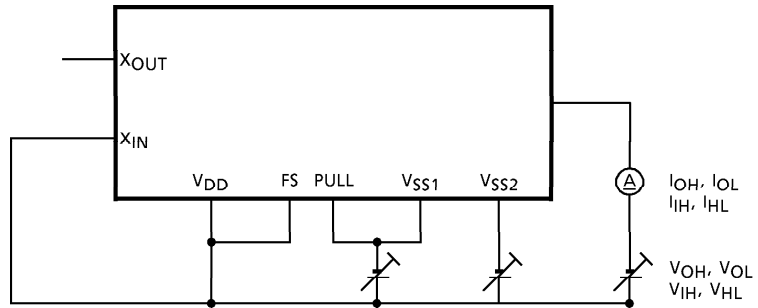 XOUT
XIN
VDD FS PULL VSS1 VSS2
A
IOH, IOL
IIH, IHL
VOH, VOL
VIH, VHL